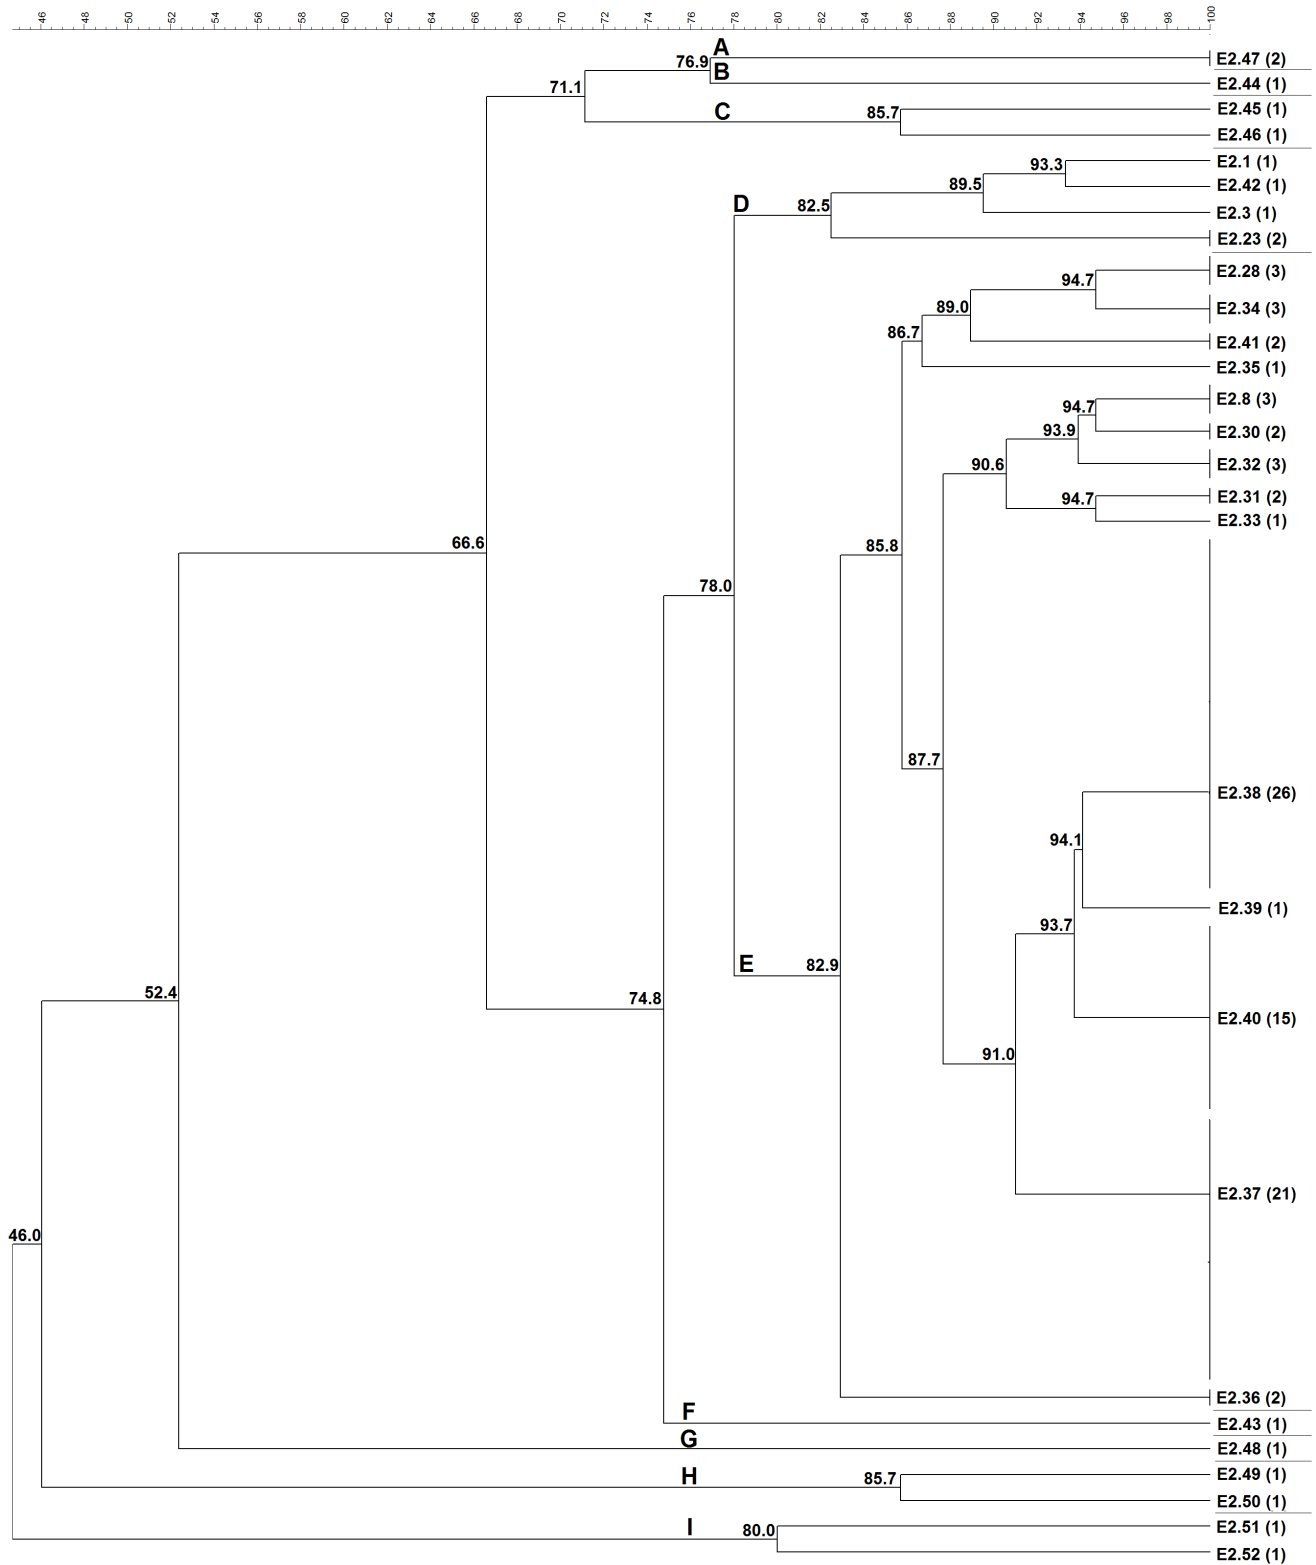 46 48 50 52 54 56 58 60 62 64 66 68 70 72 74 76 78 80 82 84 86 88 90 92 94 96 98 100
A
76.9
E2.47 (2)
B
71.1
E2.44 (1)
C
85.7
E2.45 (1)
E2.46 (1)
93.3
E2.1 (1)
89.5
E2.42 (1)
D
82.5
E2.3 (1)
E2.23 (2)
94.7
E2.28 (3)
89.0
E2.34 (3)
86.7
E2.41 (2)
E2.35 (1)
94.7
E2.8 (3)
93.9
E2.30 (2)
90.6
E2.32 (3)
94.7
E2.31 (2)
E2.33 (1)
66.6
85.8
78.0
87.7
E2.38 (26)
94.1
E2.39 (1)
93.7
E
82.9
52.4
74.8
E2.40 (15)
91.0
E2.37 (21)
46.0
E2.36 (2)
F
E2.43 (1)
G
E2.48 (1)
H
85.7
E2.49 (1)
E2.50 (1)
I
80.0
E2.51 (1)
E2.52 (1)